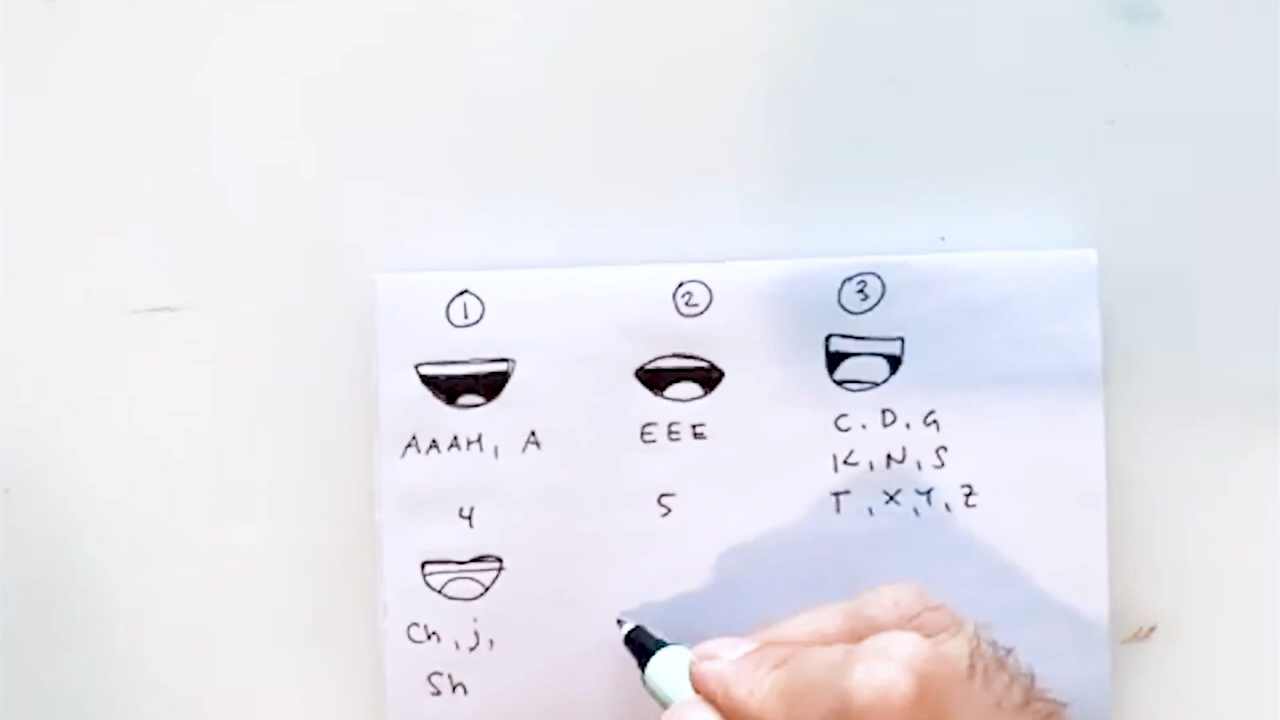 1
2
3
AAAH, A
EEE
C. D. G
K, N, S
T, X, Y, Z
4
5
Ch, j,
Sh